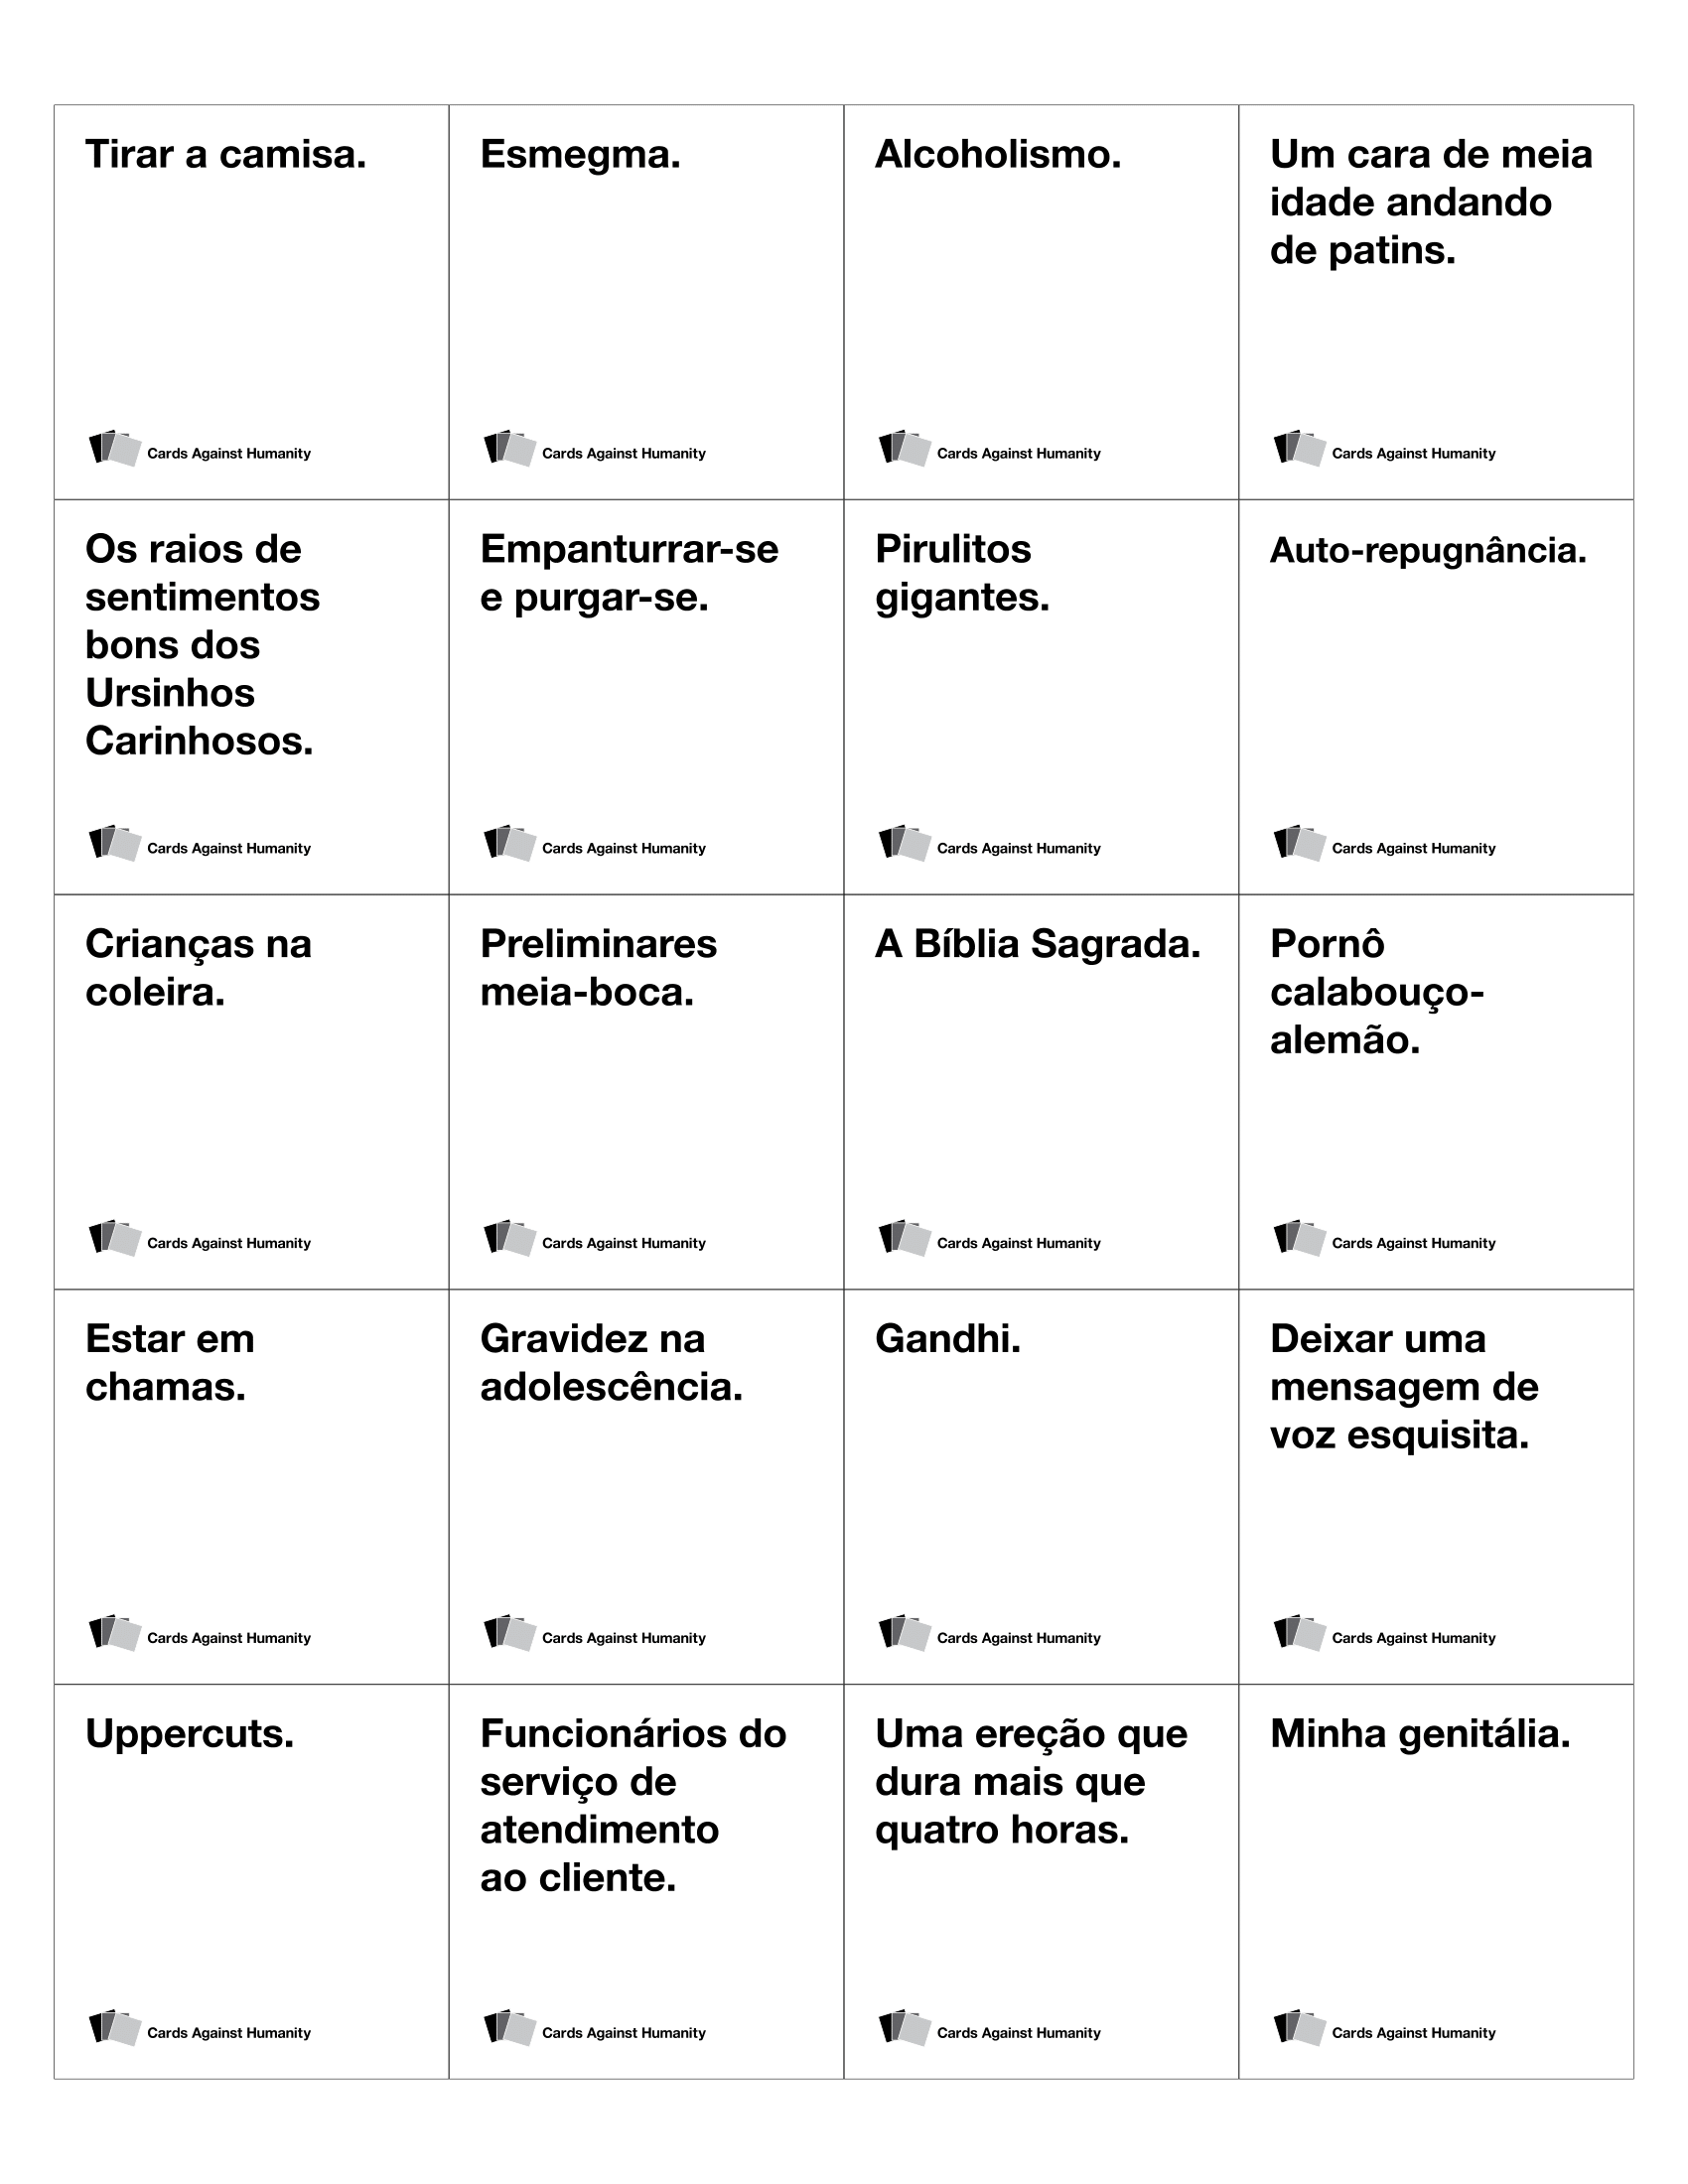 Tirar a camisa.
Cards Against Humanity
Esmegma.
Cards Against Humanity
Alcoholismo.
Cards Against Humanity
Um cara de meia
idade andando
de patins.
Cards Against Humanity
Os raios de
sentimentos
bons dos
Ursinhos
Carinhosos.
Cards Against Humanity
Empanturrar-se
e purgar-se.
Cards Against Humanity
Pirulitos
gigantes.
Cards Against Humanity
Auto-repugnância.
Cards Against Humanity
Crianças na
coleira.
Cards Against Humanity
Preliminares
meia-boca.
Cards Against Humanity
A Bíblia Sagrada.
Cards Against Humanity
Pornô
calabouço-
alemão.
Cards Against Humanity
Estar em
chamas.
Cards Against Humanity
Gravidez na
adolescência.
Cards Against Humanity
Gandhi.
Cards Against Humanity
Deixar uma
mensagem de
voz esquisita.
Cards Against Humanity
Uppercuts.
Cards Against Humanity
Funcionários do
serviço de
atendimento
ao cliente.
Cards Against Humanity
Uma ereção que
dura mais que
quatro horas.
Cards Against Humanity
Minha genitália.
Cards Against Humanity